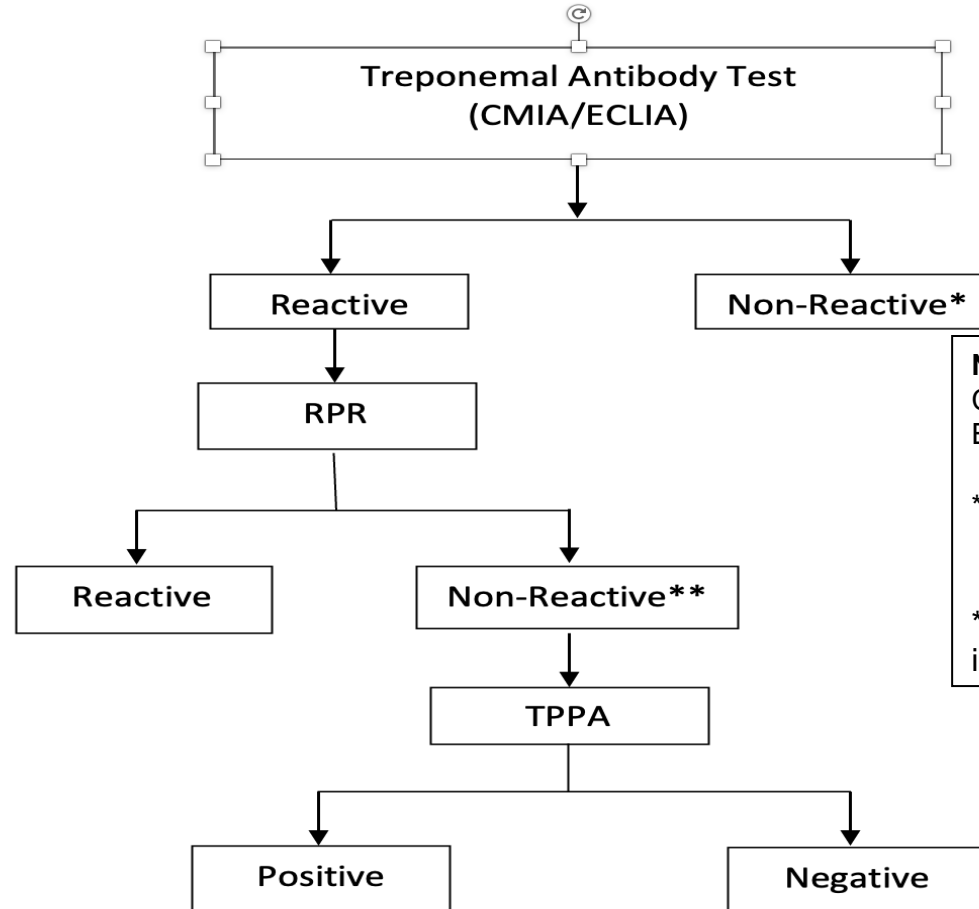 Treponemal Antibody Test
(CMIA/ECLIA)
Reactive
Non-Reactive*
RPR
Reactive
Non-Reactive**
TPPA
Positive
Negative
*
*